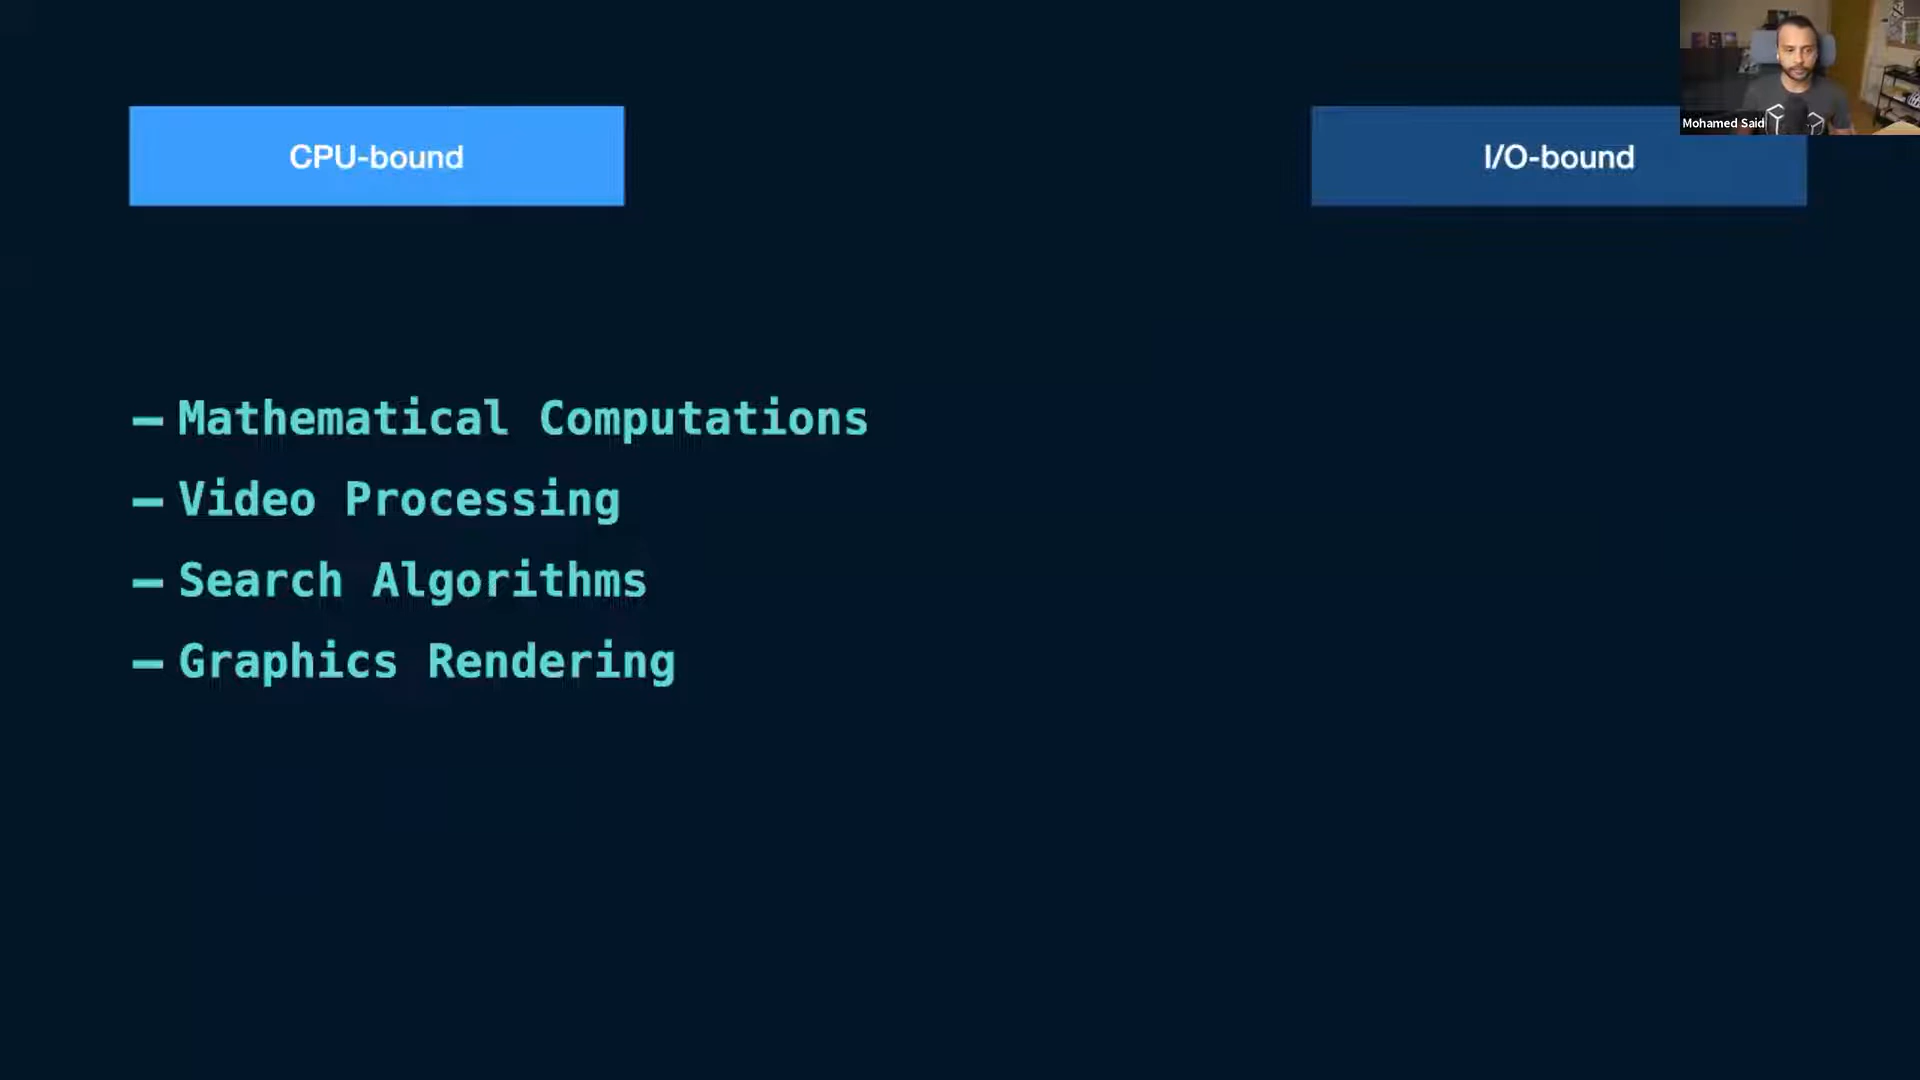 CPU-bound
I/O-bound
Mohamed Said
– Mathematical Computations
– Video Processing
– Search Algorithms
– Graphics Rendering